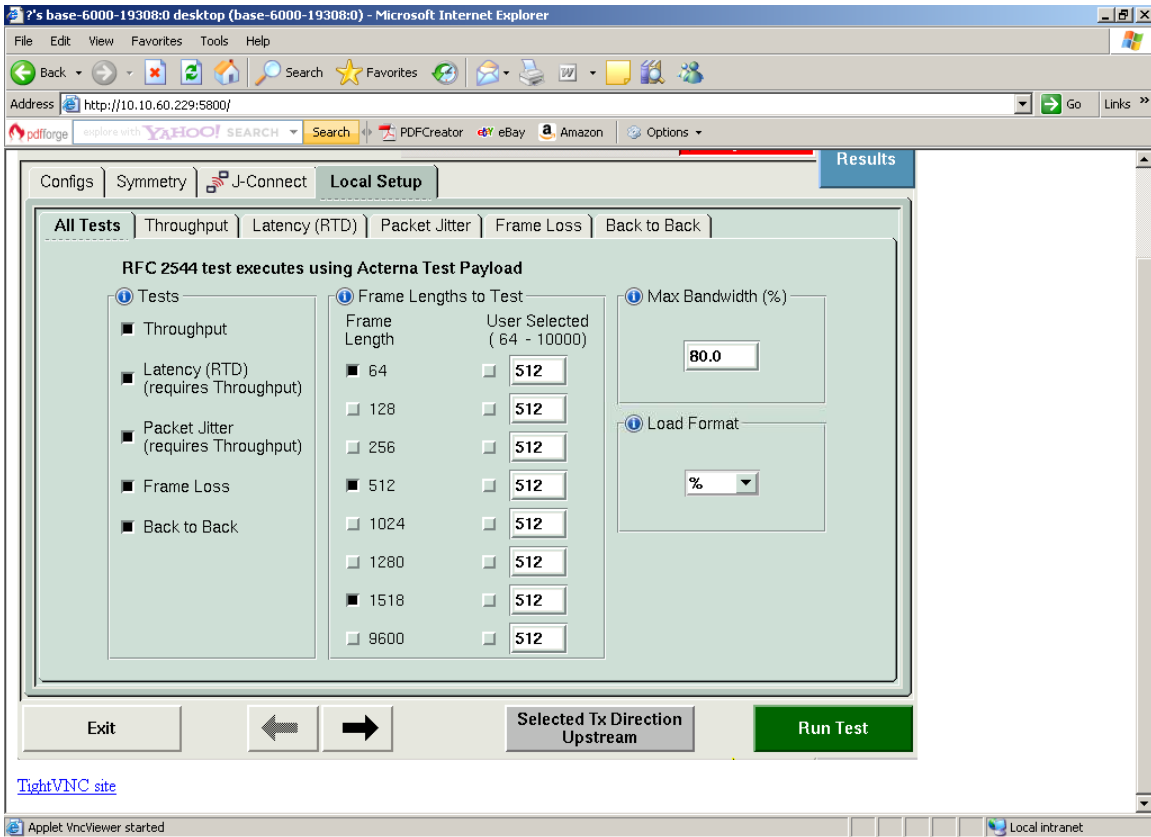 ?'s base-6000-19308:0 desktop (base-6000-19308:0) - Microsoft Internet Explorer
File Edit View Favorites Tools Help
Back Search Favorites
Address http://10.10.60.229:5800/ Go Links »
pdfforge explore with YAHOO! SEARCH Search PDFCreator eBay Amazon Options
Results
Configs Symmetry J-Connect Local Setup
All Tests Throughput Latency (RTD) Packet Jitter Frame Loss Back to Back
RFC 2544 test executes using Acterna Test Payload
Tests
Throughput
Latency (RTD)
(requires Throughput)
Packet Jitter
(requires Throughput)
Frame Loss
Back to Back
Frame Lengths to Test
Frame Length
User Selected
( 64 - 10000)
64 512
128 512
256 512
512 512
1024 512
1280 512
1518 512
9600 512
Max Bandwidth (%)
80.0
Load Format
%
Exit
Selected Tx Direction
Upstream
Run Test
TightVNC site
Applet VncViewer started
Local intranet